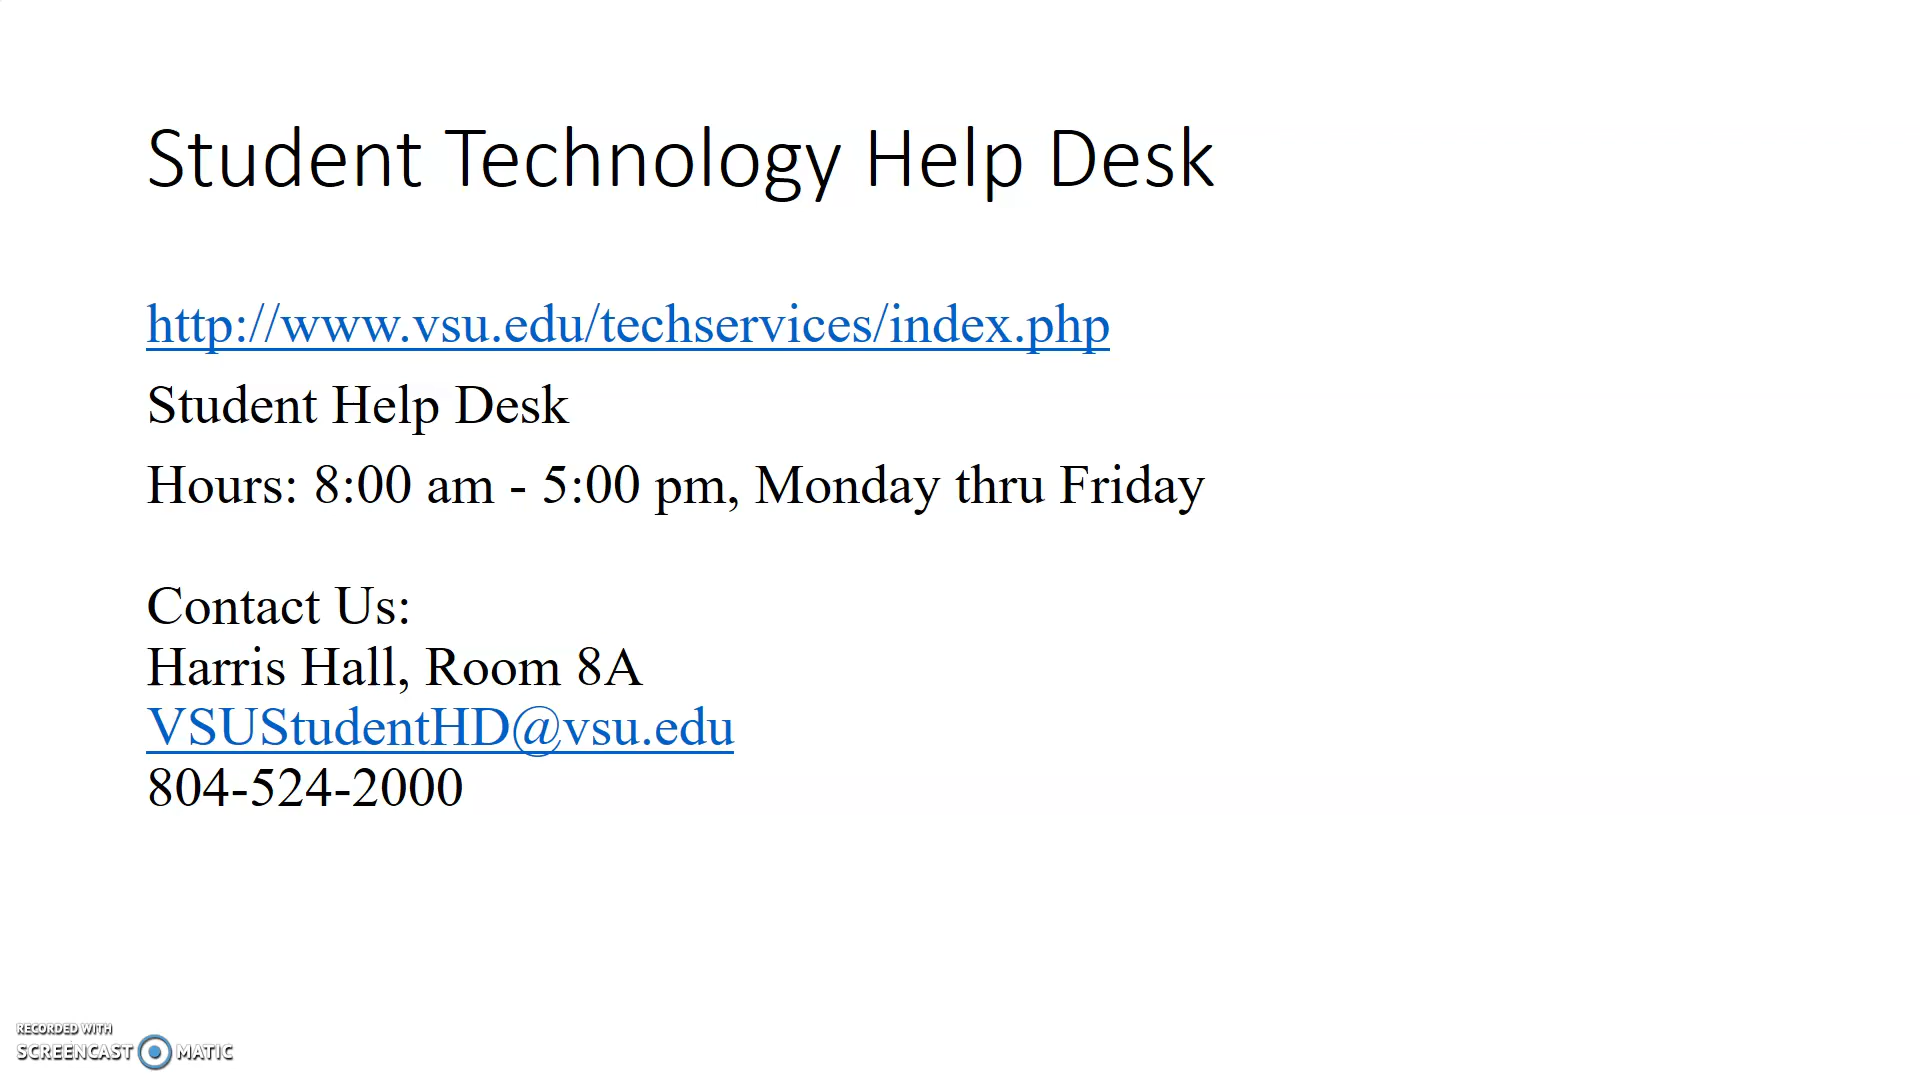 Student Technology Help Desk
http://www.vsu.edu/techservices/index.php
Student Help Desk
Hours: 8:00 am - 5:00 pm, Monday thru Friday
Contact Us:
Harris Hall, Room 8A
VSUStudentHD@vsu.edu
804-524-2000
RECORDED WITH
SCREENCAST MATIC